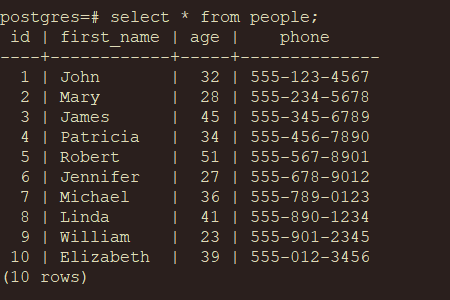 postgres=# select * from people;
 id | first_name | age |    phone
----+------------+-----+--------------
  1 | John       |  32 | 555-123-4567
  2 | Mary       |  28 | 555-234-5678
  3 | James      |  45 | 555-345-6789
  4 | Patricia   |  34 | 555-456-7890
  5 | Robert     |  51 | 555-567-8901
  6 | Jennifer   |  27 | 555-678-9012
  7 | Michael    |  36 | 555-789-0123
  8 | Linda      |  41 | 555-890-1234
  9 | William    |  23 | 555-901-2345
 10 | Elizabeth  |  39 | 555-012-3456
(10 rows)